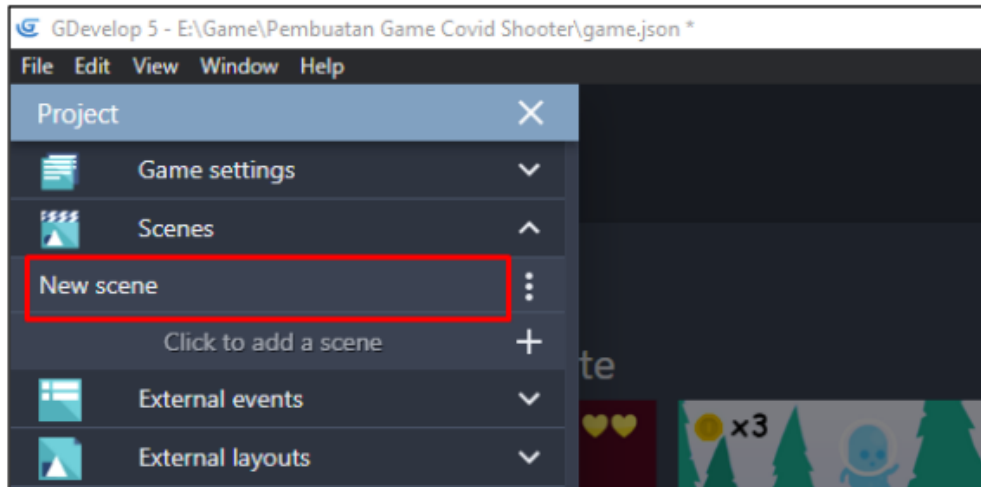 GDevelop 5 - E:\Game\Pembuatan Game Covid Shooter\game.json *
File Edit View Window Help
Project
Game settings
Scenes
New scene
Click to add a scene
te
External events
x3
External layouts